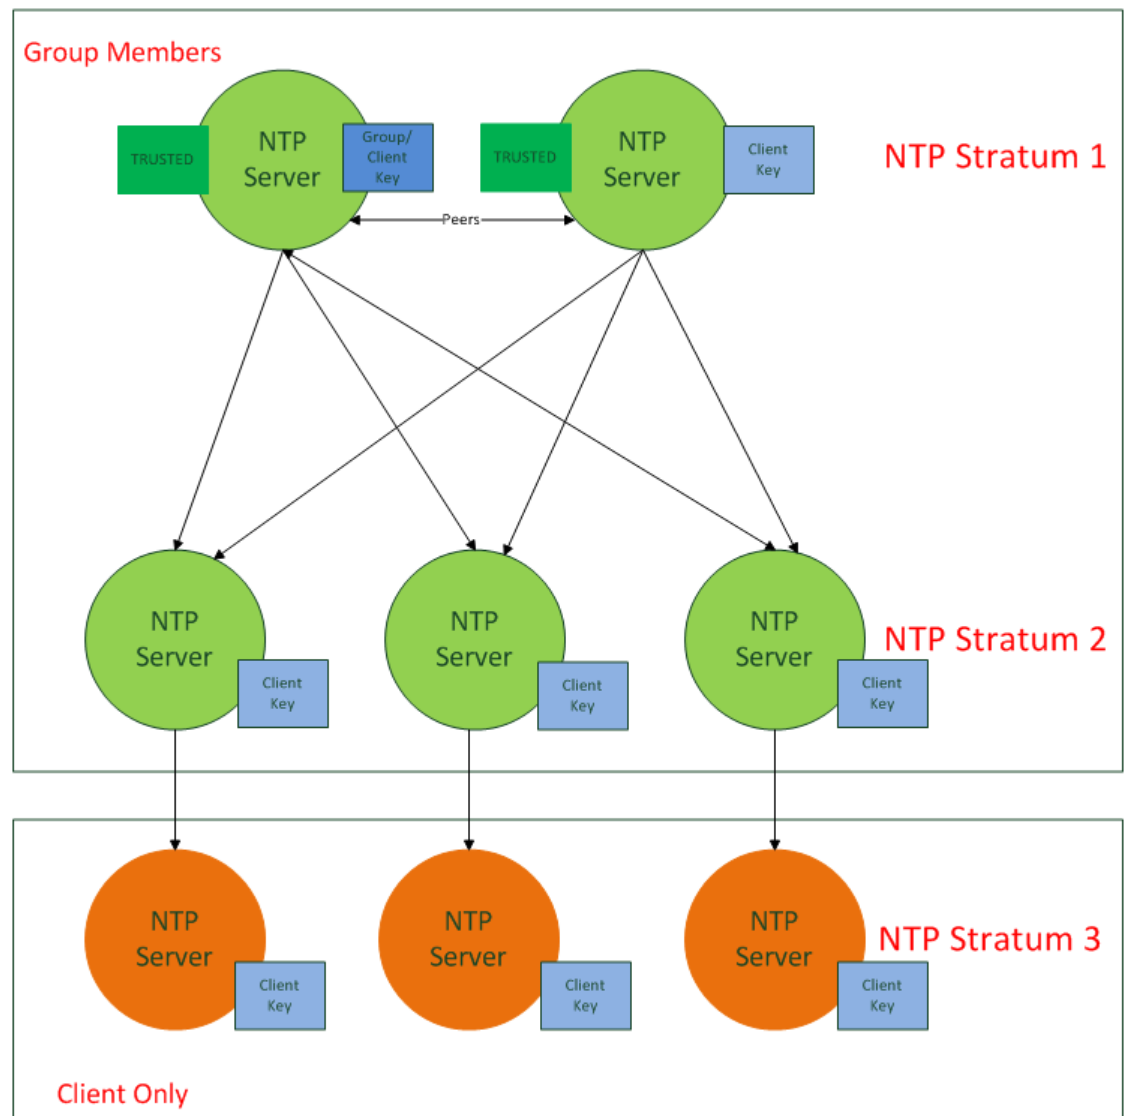 Group Members
TRUSTED
NTP
Server
Group/
Client
Key
TRUSTED
NTP
Server
Client
Key
NTP Stratum 1
Peers
NTP
Server
Client
Key
NTP
Server
Client
Key
NTP
Server
Client
Key
NTP Stratum 2
NTP
Server
Client
Key
NTP
Server
Client
Key
NTP
Server
Client
Key
NTP Stratum 3
Client Only